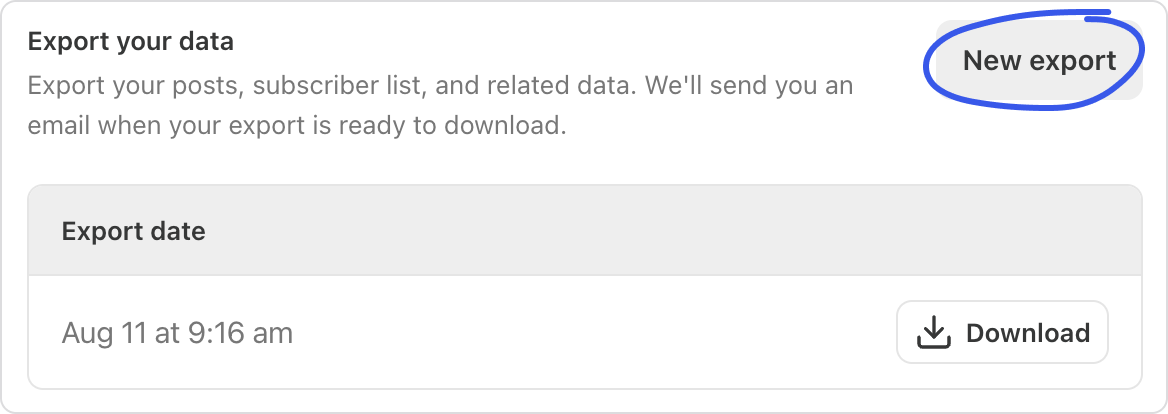 Export your data
New export
Export your posts, subscriber list, and related data. We'll send you an
email when your export is ready to download.
Export date
Aug 11 at 9:16 am
Download